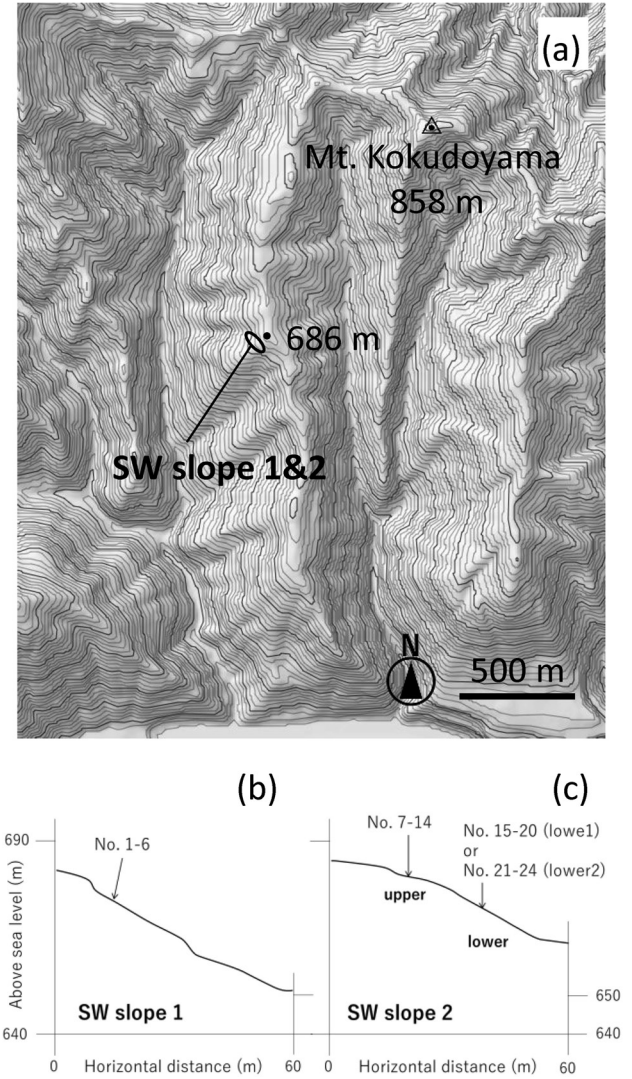 (a)
Mt. Kokudoyama
858 m
686 m
SW slope 1&2
N
500 m
(b)
(c)
690
No. 1-6
No. 7-14
No. 15-20 (lowe1)
or
No. 21-24 (lower2)
upper
lower
Above sea level (m)
650
SW slope 1
SW slope 2
640
640
0
Horizontal distance (m)
60
0
Horizontal distance (m)
60